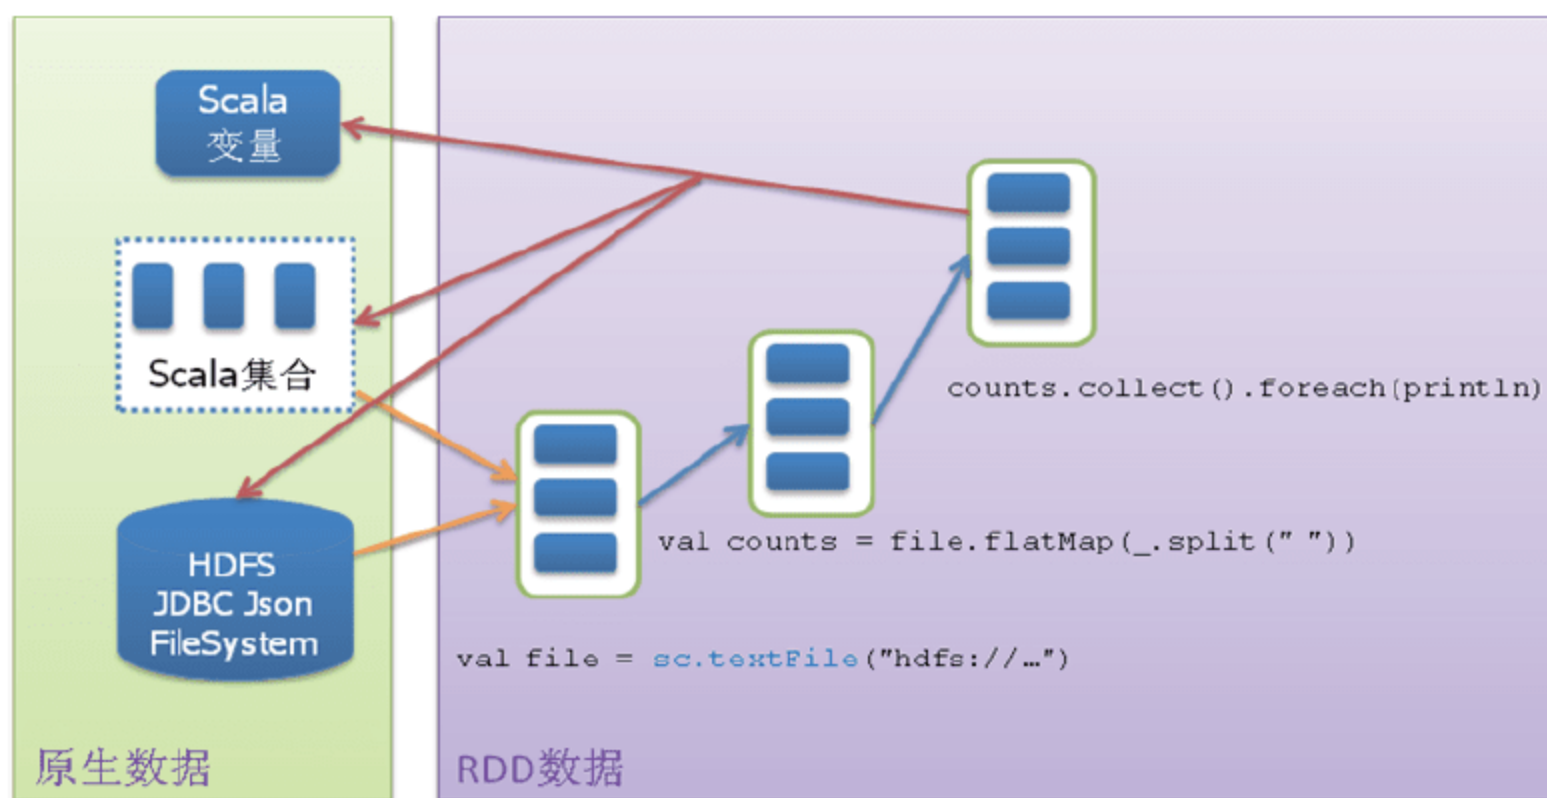 Scala
变量
Scala集合
HDFS
JDBC Json
FileSystem
原生数据
counts.collect().foreach(println)
val counts = file.flatMap(_.split(" "))
val file = sc.textFile("hdfs://…")
RDD数据